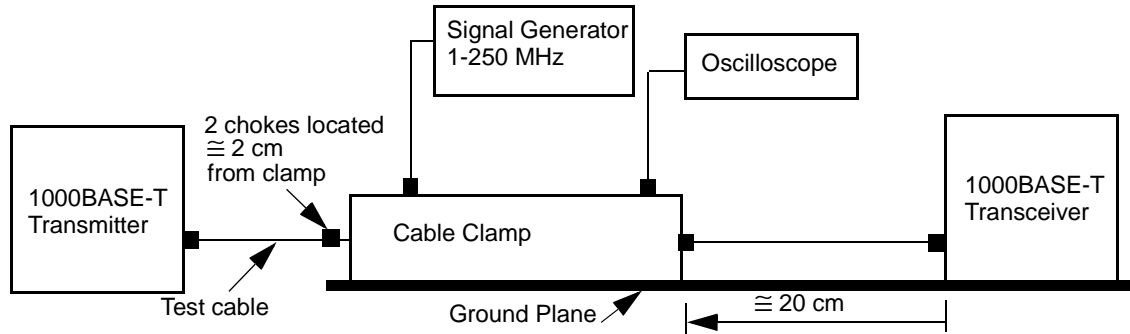 Signal Generator
1-250 MHz
Oscilloscope
2 chokes located
≅ 2 cm
from clamp
1000BASE-T
Transmitter
1000BASE-T
Transceiver
Cable Clamp
Test cable
Ground Plane
≅ 20 cm